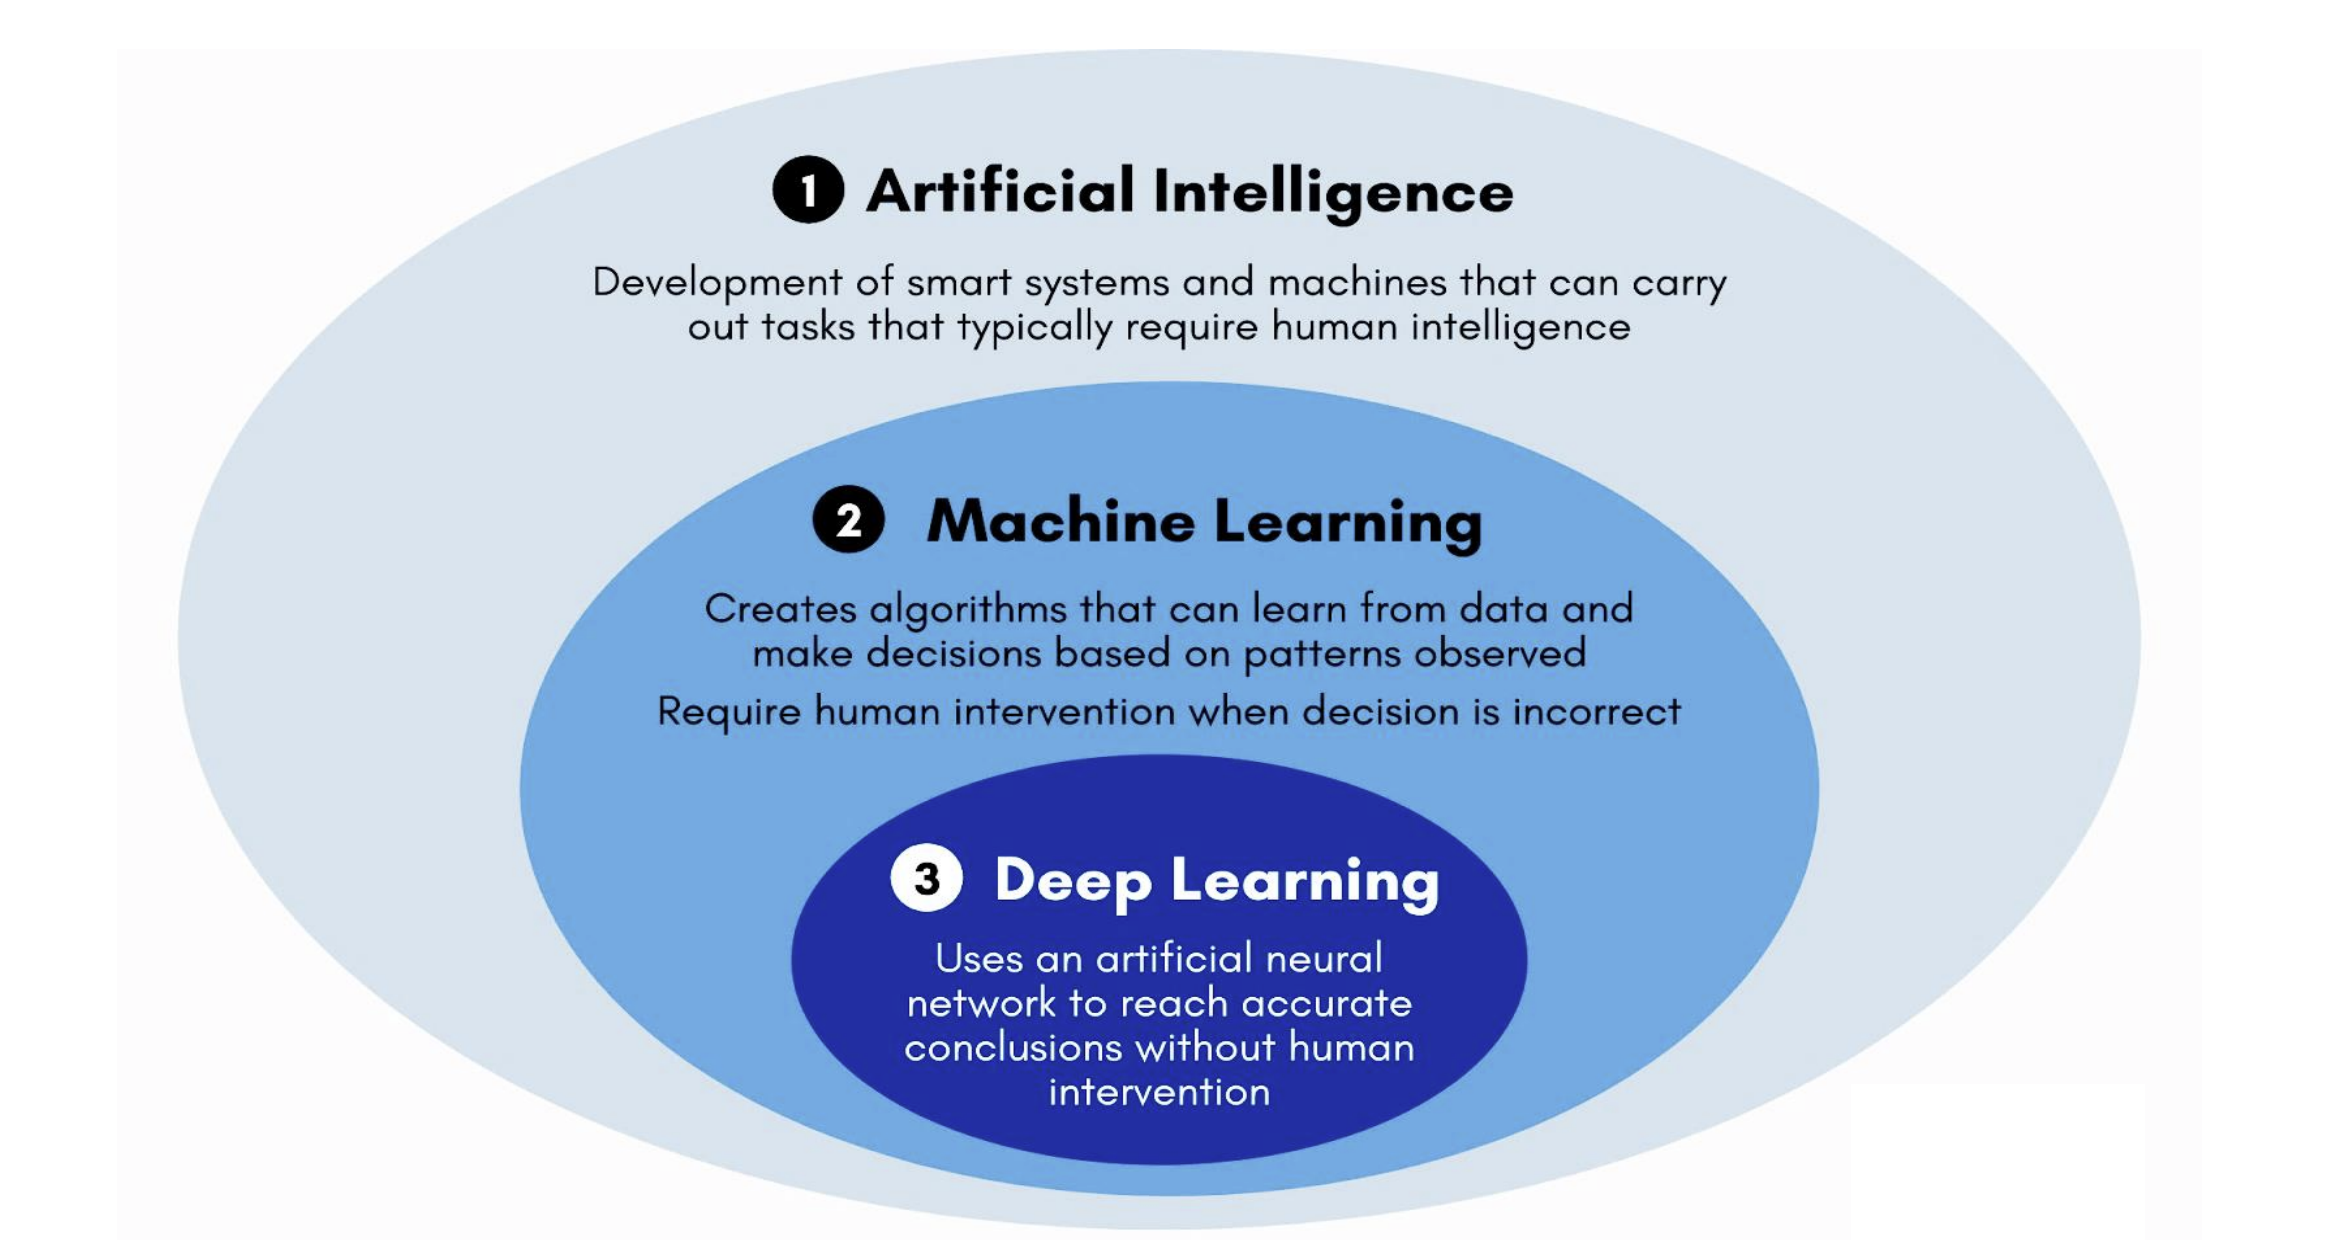 1 Artificial Intelligence
Development of smart systems and machines that can carry
out tasks that typically require human intelligence
2 Machine Learning
Creates algorithms that can learn from data and
make decisions based on patterns observed
Require human intervention when decision is incorrect
3 Deep Learning
Uses an artificial neural
network to reach accurate
conclusions without human
intervention